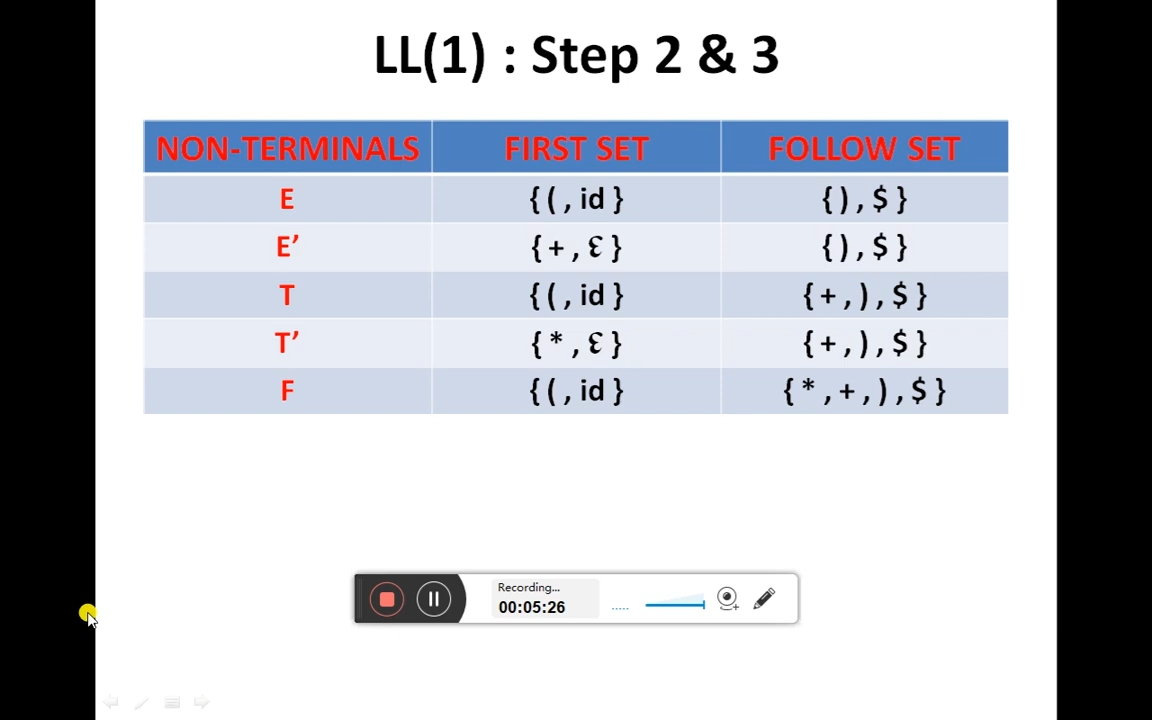 LL(1) : Step 2 & 3
NON-TERMINALS FIRST SET FOLLOW SET
E { ( , id } { ) , $ }
E’ { + , Ɛ } { ) , $ }
T { ( , id } { + , ) , $ }
T’ { * , Ɛ } { + , ) , $ }
F { ( , id } { * , + , ) , $ }
Recording...
00:05:26